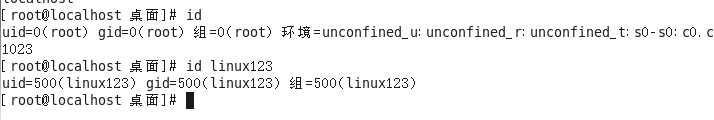 [root@localhost 桌面]# id
uid=0(root) gid=0(root) 组=0(root) 环境=unconfined_u:unconfined_r:unconfined_t:s0-s0:c0.c
1023
[root@localhost 桌面]# id linux123
uid=500(linux123) gid=500(linux123) 组=500(linux123)
[root@localhost 桌面]#